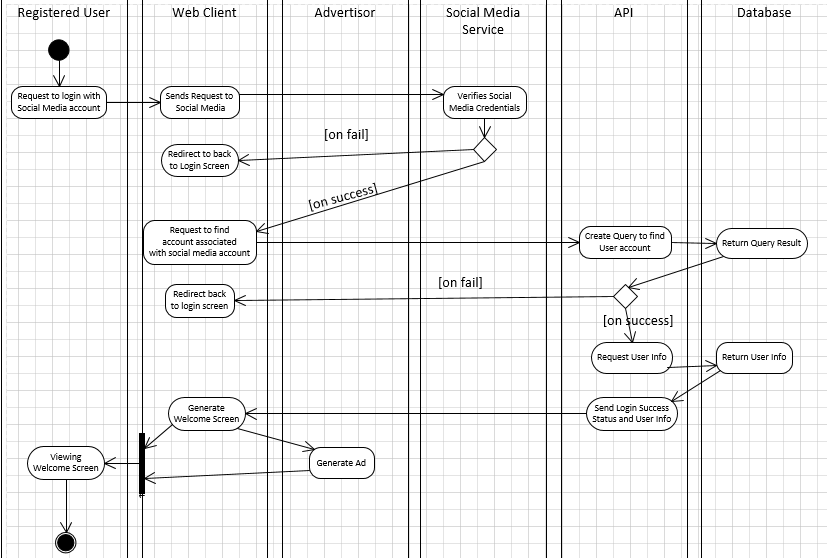 Registered User
Web Client
Advertisor
Social Media
Service
API
Database
Request to login with
Social Media account
Sends Request to
Social Media
Verifies Social
Media Credentials
[on fail]
Redirect to back
to Login Screen
[on success]
Request to find
account associated
with social media account
Create Query to find
User account
Return Query Result
[on fail]
Redirect back
to login screen
[on success]
Request User Info
Return User Info
Generate
Welcome Screen
Send Login Success
Status and User Info
Viewing
Welcome Screen
Generate Ad